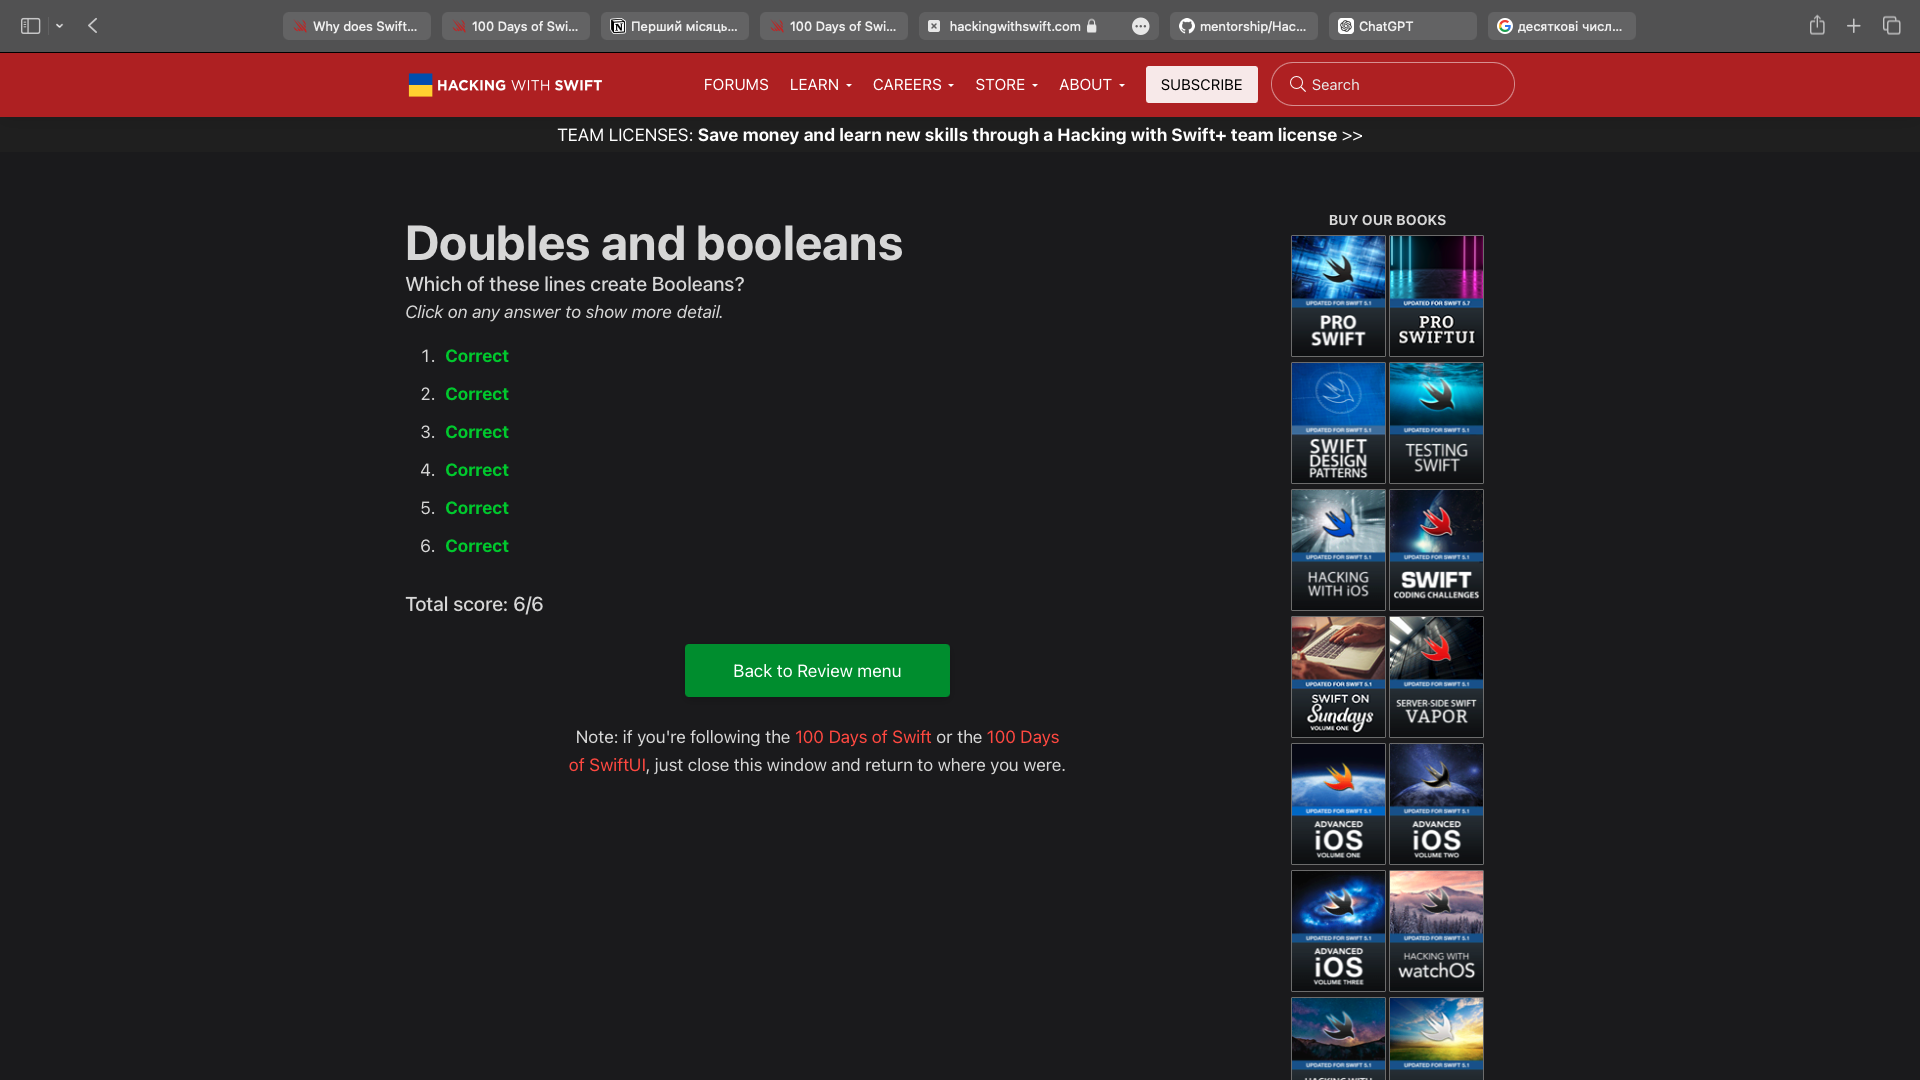 Why does Swift...
100 Days of Swi...
Перший місяць...
100 Days of Swi...
hackingwithswift.com
mentorship/Hac...
ChatGPT
десяткові числ...
HACKING WITH SWIFT
FORUMS
LEARN
CAREERS
STORE
ABOUT
SUBSCRIBE
Search
TEAM LICENSES: Save money and learn new skills through a Hacking with Swift+ team license >>
Doubles and booleans
Which of these lines create Booleans?
Click on any answer to show more detail.
1. Correct
2. Correct
3. Correct
4. Correct
5. Correct
6. Correct
Total score: 6/6
Back to Review menu
Note: if you're following the 100 Days of Swift or the 100 Days
of SwiftUI, just close this window and return to where you were.
BUY OUR BOOKS
UPDATED FOR SWIFT 5.1
PRO
SWIFT
UPDATED FOR SWIFT 5.7
PRO
SWIFTUI
UPDATED FOR SWIFT 5.1
SWIFT
DESIGN
PATTERNS
UPDATED FOR SWIFT 5.1
TESTING
SWIFT
UPDATED FOR SWIFT 5.1
HACKING
WITH iOS
UPDATED FOR SWIFT 5.1
SWIFT
CODING CHALLENGES
UPDATED FOR SWIFT 5.1
SWIFT ON
Sundays
VOLUME ONE
UPDATED FOR SWIFT 5.1
SERVER-SIDE SWIFT
VAPOR
UPDATED FOR SWIFT 5.1
ADVANCED
iOS
VOLUME ONE
UPDATED FOR SWIFT 5.1
ADVANCED
iOS
VOLUME TWO
UPDATED FOR SWIFT 5.1
ADVANCED
iOS
VOLUME THREE
UPDATED FOR SWIFT 5.1
HACKING WITH
watchOS
UPDATED FOR SWIFT 5.1
UPDATED FOR SWIFT 5.1